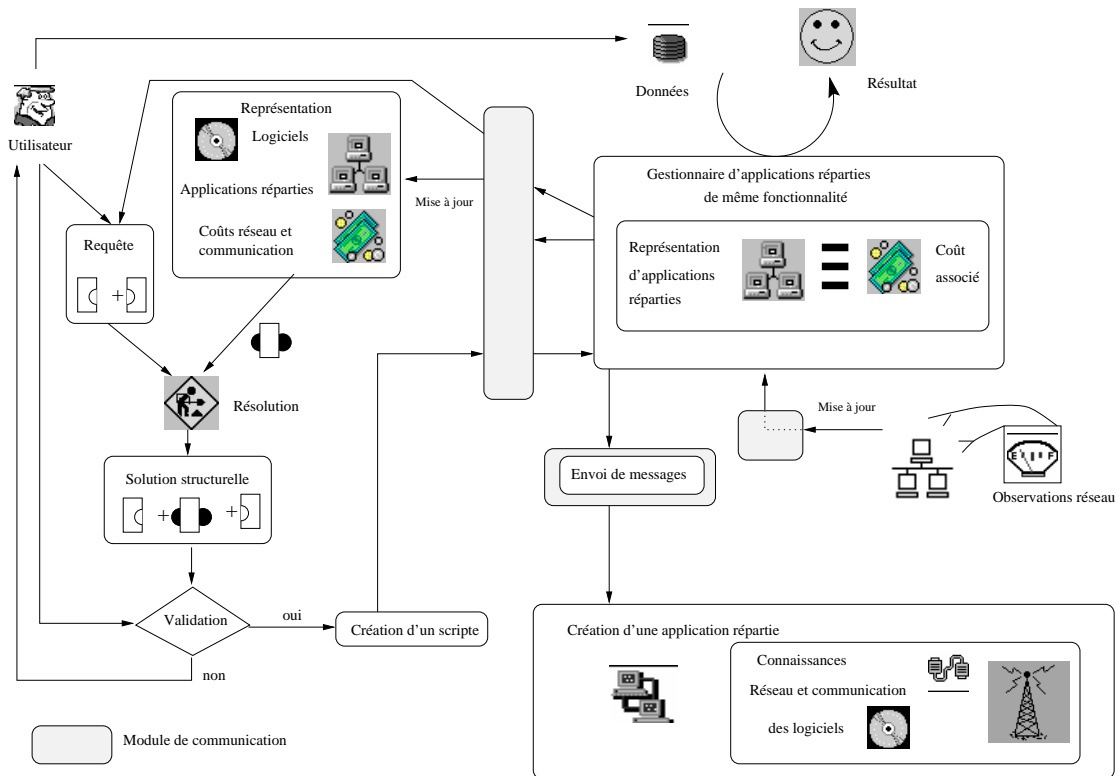 Données
Résultat
Utilisateur
Représentation
Logiciels
Applications réparties
Coûts réseau et
communication
Mise à jour
Gestionnaire d'applications réparties
de même fonctionnalité
Représentation
d'applications
réparties
Coût
associé
Requête
+
Résolution
Mise à jour
E F
Observations réseau
Envoi de messages
Solution structurelle
+ +
Validation
oui
non
Création d'un scripte
Création d'une application répartie
Connaissances
Réseau et communication
des logiciels
Module de communication